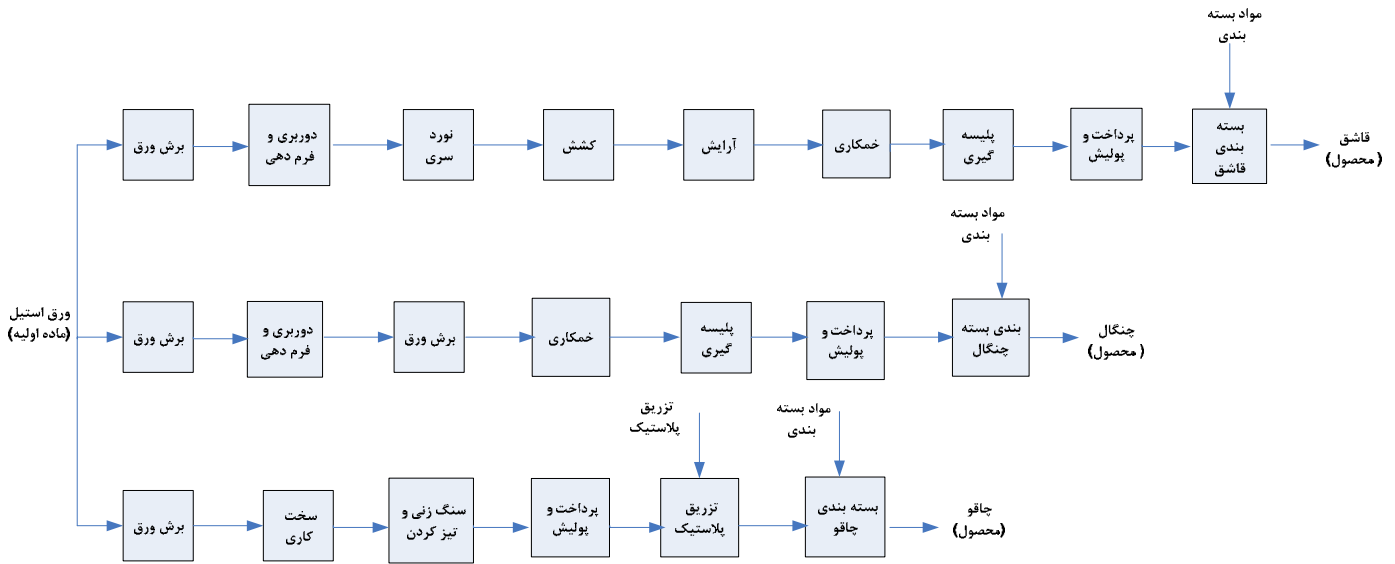 مواد بسته
بندی
برش ورق
دوربری و
فرم دهی
نورد
سری
کشش
آرایش
خمکاری
پلیسه
گیری
پرداخت و
پولیش
بسته
بندی
قاشق
قاشق
(محصول)
ورق استیل
(ماده اولیه)
مواد بسته
بندی
برش ورق
دوربری و
فرم دهی
برش ورق
خمکاری
پلیسه
گیری
پرداخت و
پولیش
بندی بسته
چنگال
چنگال
(محصول )
تزریق
پلاستیک
مواد بسته
بندی
برش ورق
سخت
کاری
سنگ زنی و
تیز کردن
پرداخت و
پولیش
تزریق
پلاستیک
بسته بندی
چاقو
چاقو
(محصول)